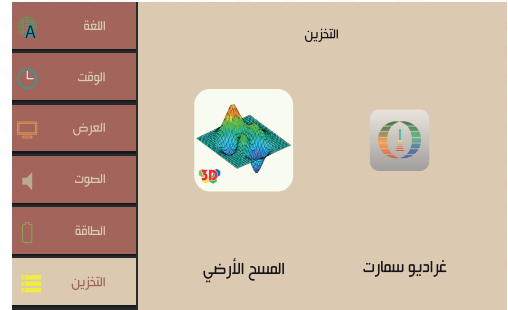 التخزين
اللغة
الوقت
العرض
الصوت
الطاقة
التخزين
A
3D
غراديو سمارت
المسح الأرضي